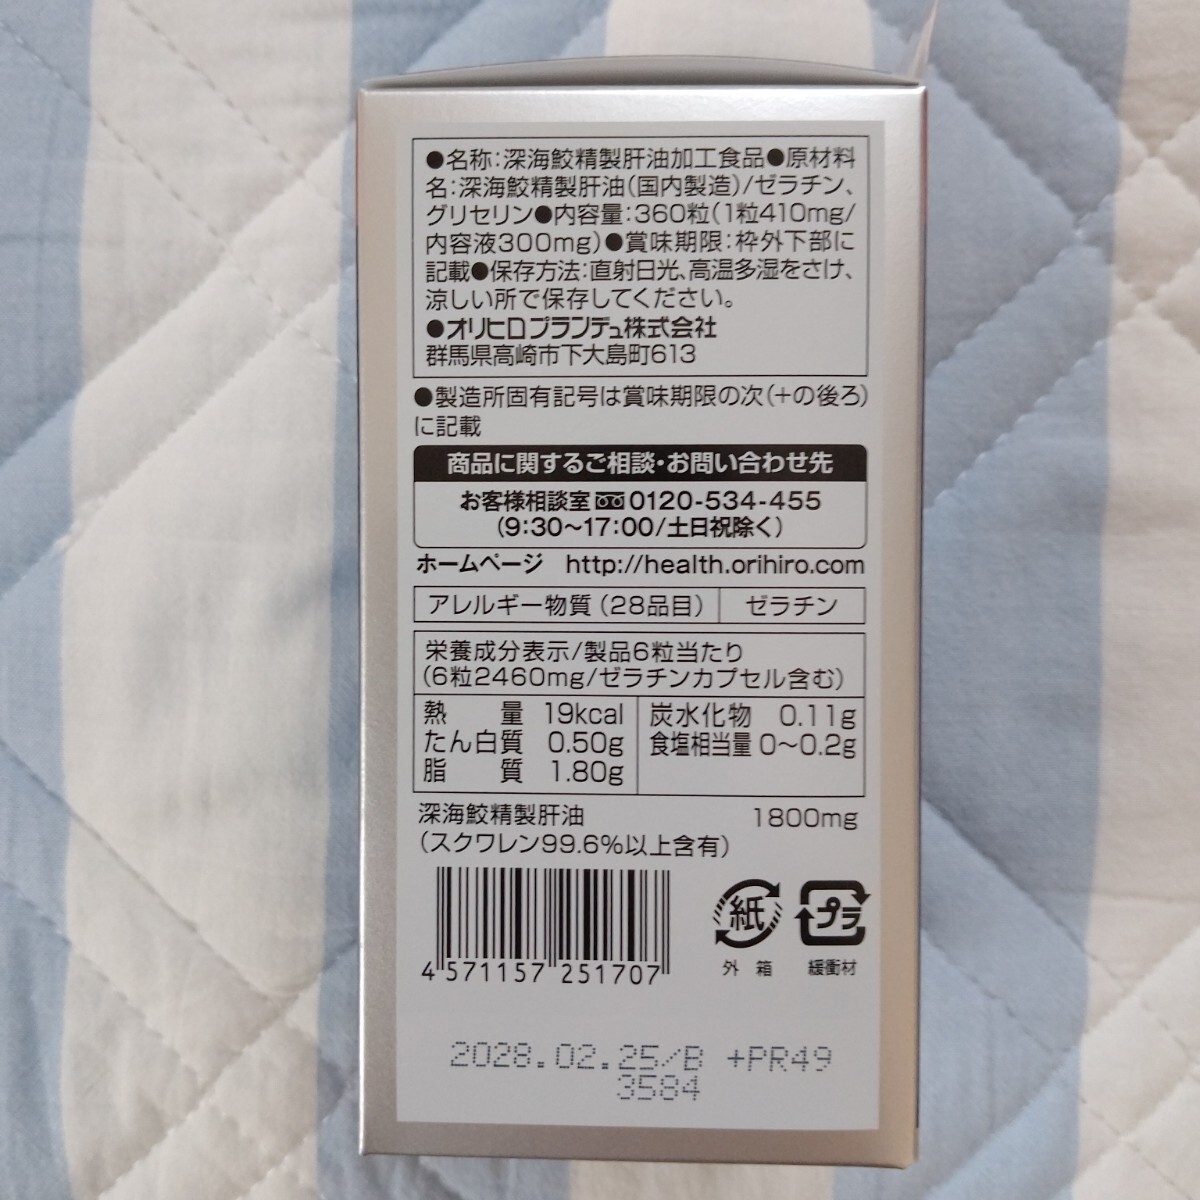 ●名称:深海鮫精製肝油加工食品●原材料
名:深海鮫精製肝油(国内製造)/ゼラチン、
グリセリン●内容量:360粒(1粒410mg/
内容液300mg)●賞味期限:枠外下部に
記載●保存方法:直射日光、高温多湿をさけ、
涼しい所で保存してください。
●オリヒロプランデュ株式会社
群馬県高崎市下大島町613
●製造所固有記号は賞味期限の次(+の後ろ)
に記載
商品に関するご相談・お問い合わせ先
お客様相談室 0120-534-455
(9:30〜17:00/土日祝除く)
ホームページ http://health.orihiro.com
アレルギー物質(28品目) ゼラチン
栄養成分表示/製品6粒当たり
(6粒2460mg/ゼラチンカプセル含む)
熱量 19kcal
たん白質 0.50g
脂質 1.80g
炭水化物 0.11g
食塩相当量 0〜0.2g
深海鮫精製肝油 1800mg
(スクワレン99.6%以上含有)
紙
外箱
プラ
緩衝材
4 571157 251707
2028.02.25/B +PR49
3584